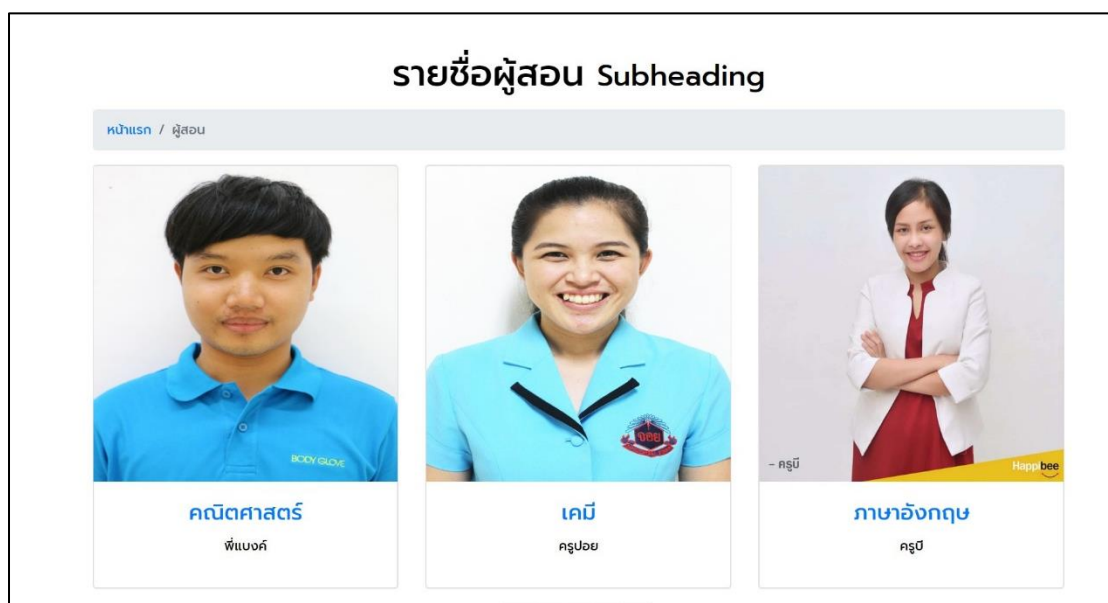 รายชื่อผู้สอน Subheading
หน้าแรก / ผู้สอน
BODY GLOVE
จอย
– ครูบี
Happibee
คณิตศาสตร์
เคมี
ภาษาอังกฤษ
พี่แบงค์
ครูปอย
ครูบี